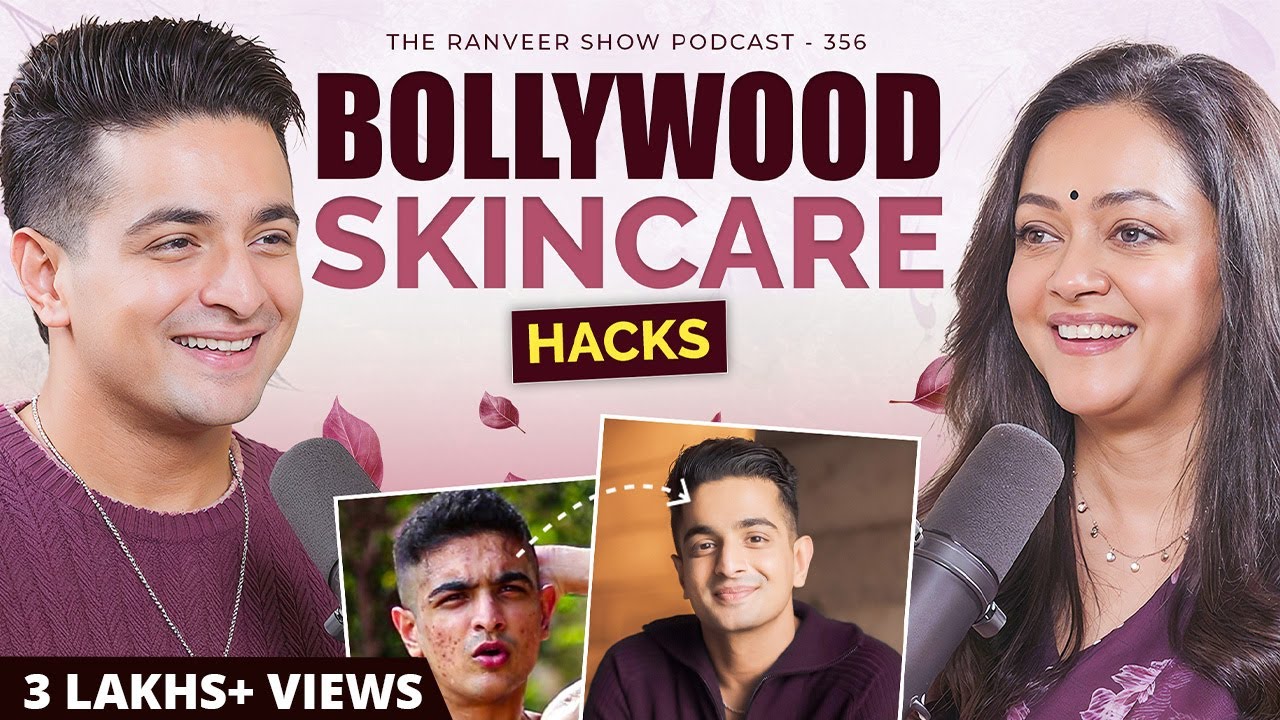 THE RANVEER SHOW PODCAST - 356
BOLLYWOOD
SKINCARE
HACKS
3 LAKHS+ VIEWS